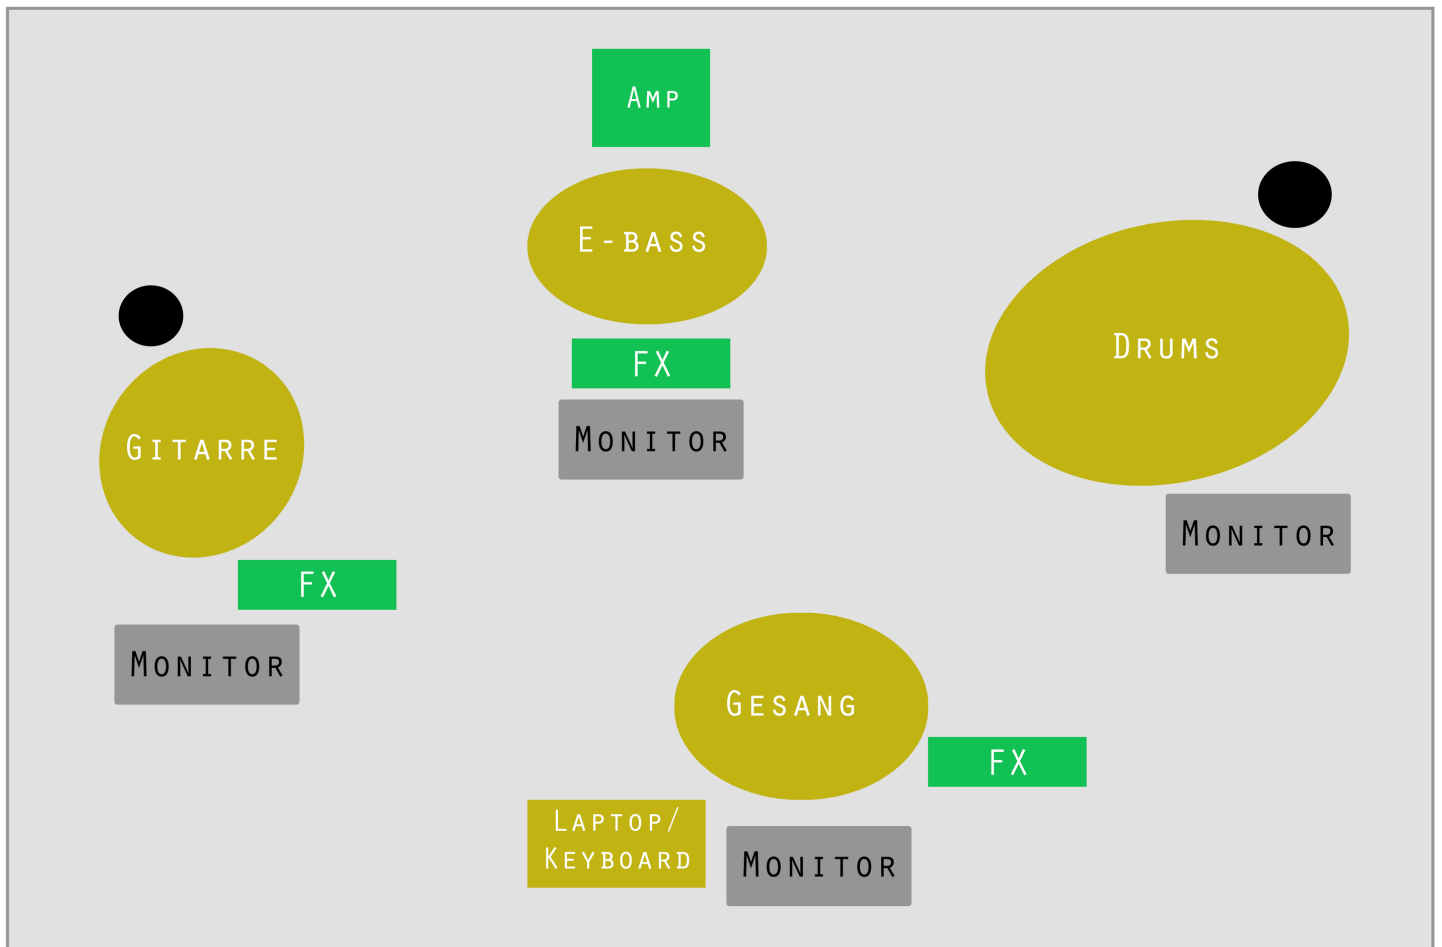 Amp
E-bass
FX
Monitor
Drums
Gitarre
FX
Monitor
Monitor
Gesang
FX
Laptop/
Keyboard
Monitor